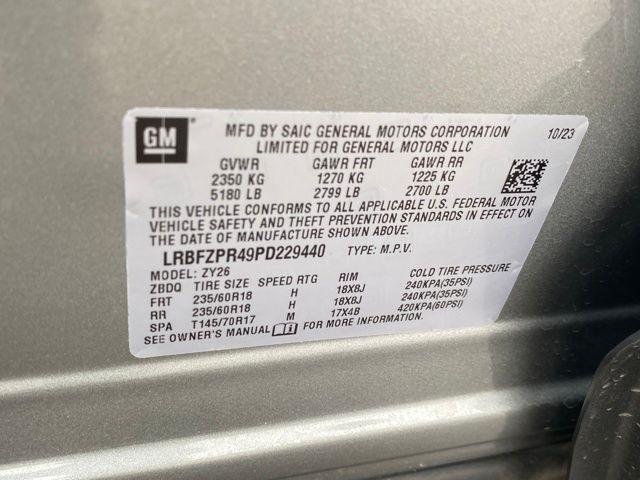 GM
MFD BY SAIC GENERAL MOTORS CORPORATION 10/23
LIMITED FOR GENERAL MOTORS LLC
GVWR GAWR FRT GAWR RR
2350 KG 1270 KG 1225 KG
5180 LB 2799 LB 2700 LB
THIS VEHICLE CONFORMS TO ALL APPLICABLE U.S. FEDERAL MOTOR
VEHICLE SAFETY AND THEFT PREVENTION STANDARDS IN EFFECT ON
THE DATE OF MANUFACTURE SHOWN ABOVE.
LRBFZPR49PD229440 TYPE: M.P.V.
MODEL: ZY26
ZBDQ TIRE SIZE SPEED RTG RIM COLD TIRE PRESSURE
FRT 235/60R18 H 18X8J 240KPA(35PSI)
RR 235/60R18 H 18X8J 240KPA(35PSI)
SPA T145/70R17 M 17X4B 420KPA(60PSI)
SEE OWNER'S MANUAL FOR MORE INFORMATION.